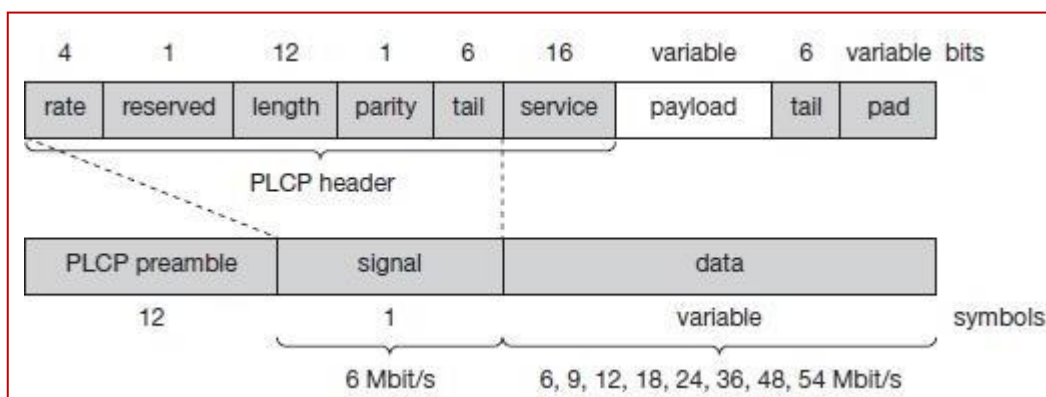 4 1 12 1 6 16 variable 6 variable bits
rate reserved length parity tail service payload tail pad
PLCP header
PLCP preamble signal data
12 1 variable symbols
6 Mbit/s 6, 9, 12, 18, 24, 36, 48, 54 Mbit/s